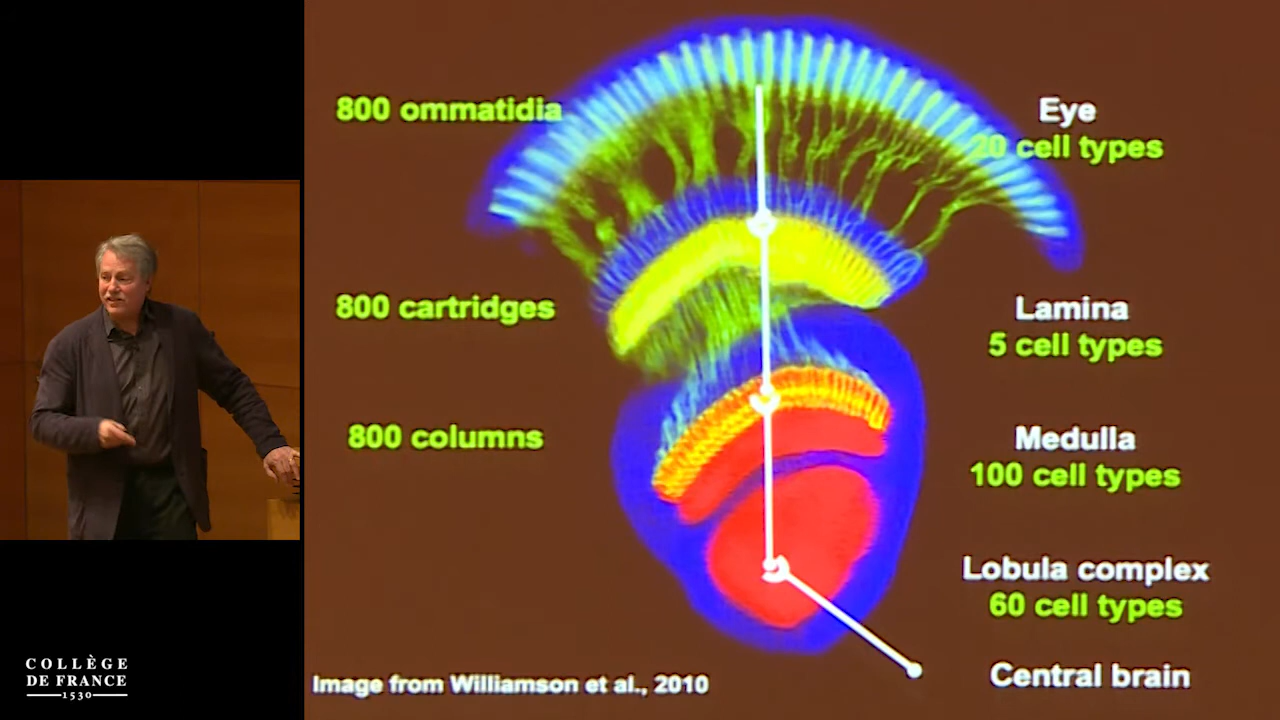 800 ommatidia
Eye
20 cell types
800 cartridges
Lamina
5 cell types
800 columns
Medulla
100 cell types
Lobula complex
60 cell types
Central brain
Image from Williamson et al., 2010
COLLÈGE
DE FRANCE
1530